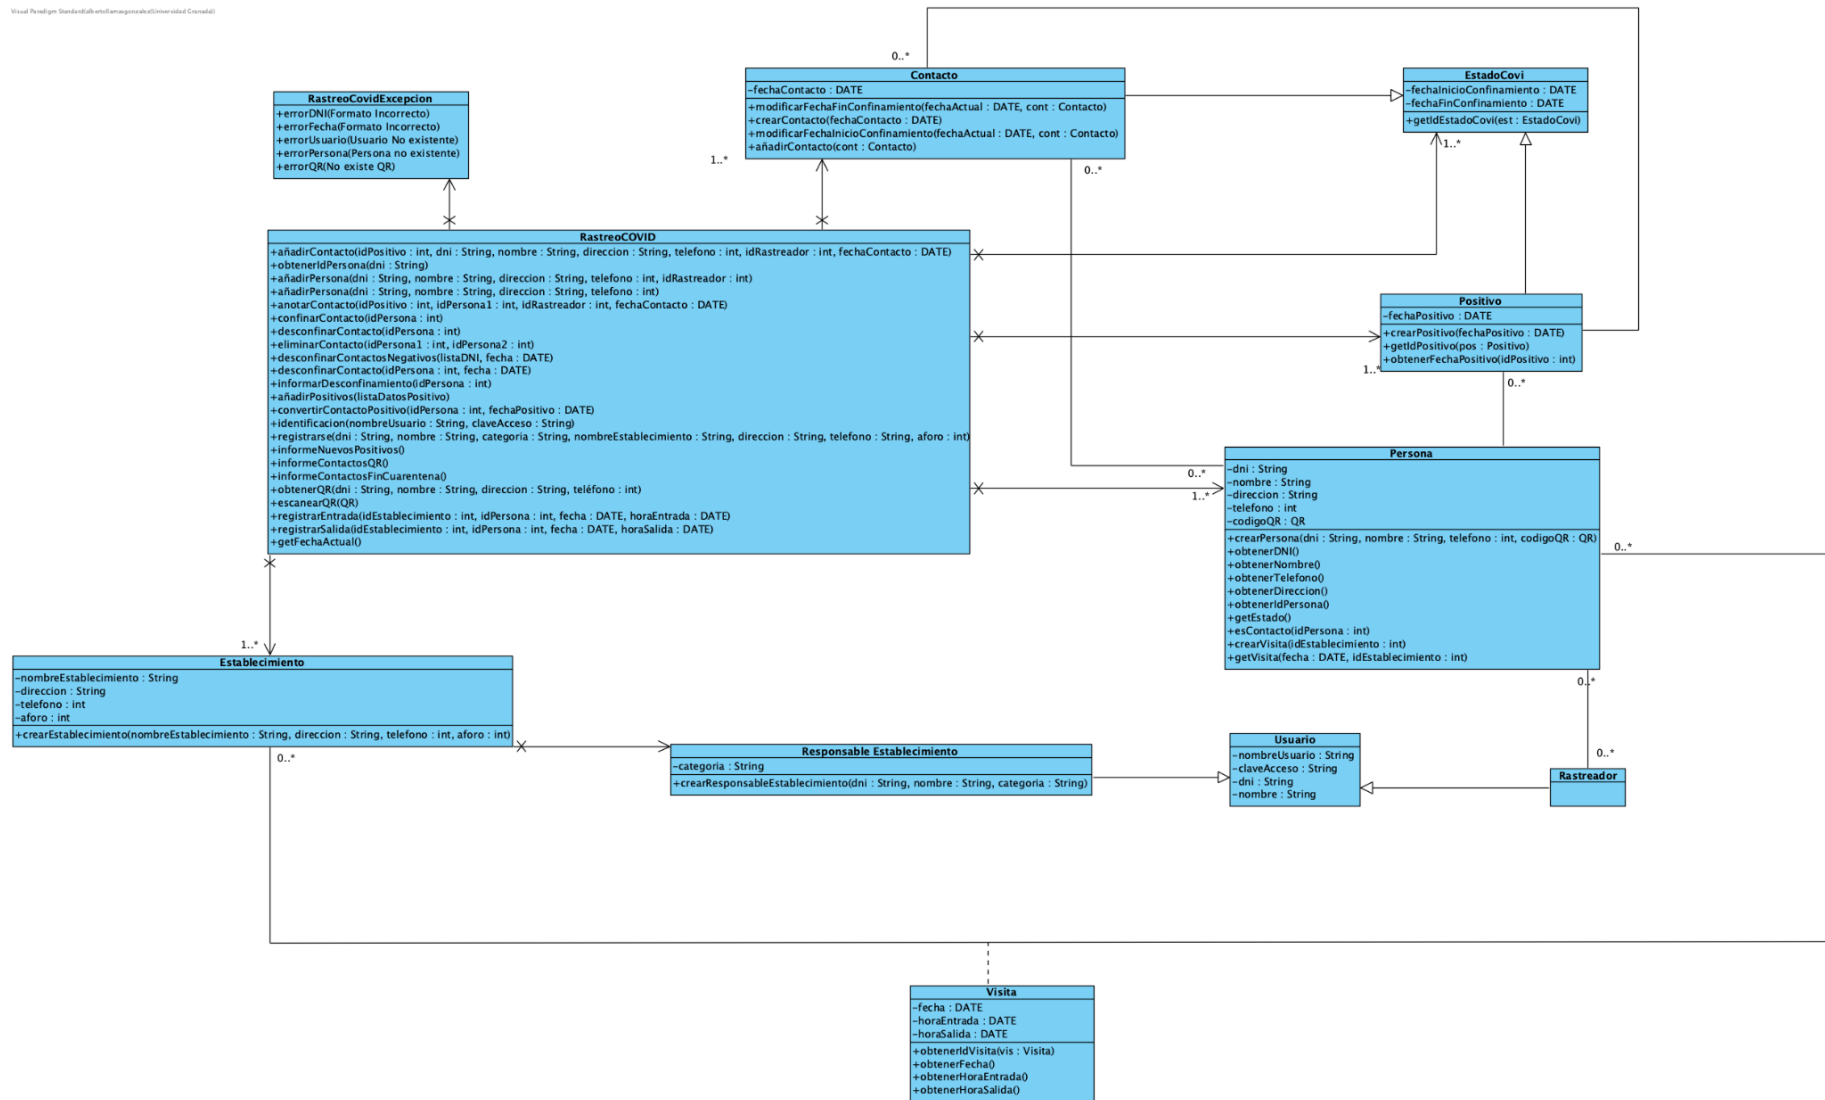 Visual Paradigm Standard(albertollamasgonzalez(Universidad Granada))
0..*
Contacto
-fechaContacto : DATE
+modificarFechaFinConfinamiento(fechaActual : DATE, cont : Contacto)
+crearContacto(fechaContacto : DATE)
+modificarFechaInicioConfinamiento(fechaActual : DATE, cont : Contacto)
+añadirContacto(cont : Contacto)
EstadoCovi
-fechaInicioConfinamiento : DATE
-fechaFinConfinamiento : DATE
+getIdEstadoCovi(est : EstadoCovi)
RastreoCovidExcepcion
+errorDNI(Formato Incorrecto)
+errorFecha(Formato Incorrecto)
+errorUsuario(Usuario No existente)
+errorPersona(Persona no existente)
+errorQR(No existe QR)
1..*
0..*
1..*
RastreoCOVID
+añadirContacto(idPositivo : int, dni : String, nombre : String, direccion : String, telefono : int, idRastreador : int, fechaContacto : DATE)
+obtenerIdPersona(dni : String)
+añadirPersona(dni : String, nombre : String, direccion : String, telefono : int, idRastreador : int)
+añadirPersona(dni : String, nombre : String, direccion : String, telefono : int)
+anotarContacto(idPositivo : int, idPersona1 : int, idRastreador : int, fechaContacto : DATE)
+confinarContacto(idPersona : int)
+desconfinarContacto(idPersona : int)
+eliminarContacto(idPersona1 : int, idPersona2 : int)
+desconfinarContactosNegativos(listaDNI, fecha : DATE)
+desconfinarContacto(idPersona : int, fecha : DATE)
+informarDesconfinamiento(idPersona : int)
+añadirPositivos(listaDatosPositivo)
+convertirContactoPositivo(idPersona : int, fechaPositivo : DATE)
+identificacion(nombreUsuario : String, claveAcceso : String)
+registrarse(dni : String, nombre : String, categoria : String, nombreEstablecimiento : String, direccion : String, telefono : String, aforo : int)
+informeNuevosPositivos()
+informeContactosQR()
+informeContactosFinCuarentena()
+obtenerQR(dni : String, nombre : String, direccion : String, teléfono : int)
+escanearQR(QR)
+registrarEntrada(idEstablecimiento : int, idPersona : int, fecha : DATE, horaEntrada : DATE)
+registrarSalida(idEstablecimiento : int, idPersona : int, fecha : DATE, horaSalida : DATE)
+getFechaActual()
Positivo
-fechaPositivo : DATE
+crearPositivo(fechaPositivo : DATE)
+getIdPositivo(pos : Positivo)
+obtenerFechaPositivo(idPositivo : int)
1..*
0..*
0..*
1..*
Persona
-dni : String
-nombre : String
-direccion : String
-telefono : int
-codigoQR : QR
+crearPersona(dni : String, nombre : String, telefono : int, codigoQR : QR)
+obtenerDNI()
+obtenerNombre()
+obtenerTelefono()
+obtenerDireccion()
+obtenerIdPersona()
+getEstado()
+esContacto(idPersona : int)
+crearVisita(idEstablecimiento : int)
+getVisita(fecha : DATE, idEstablecimiento : int)
0..*
0..*
1..*
Establecimiento
-nombreEstablecimiento : String
-direccion : String
-telefono : int
-aforo : int
+crearEstablecimiento(nombreEstablecimiento : String, direccion : String, telefono : int, aforo : int)
0..*
Responsable Establecimiento
-categoria : String
+crearResponsableEstablecimiento(dni : String, nombre : String, categoria : String)
Usuario
-nombreUsuario : String
-claveAcceso : String
-dni : String
-nombre : String
0..*
Rastreador
Visita
-fecha : DATE
-horaEntrada : DATE
-horaSalida : DATE
+obtenerIdVisita(vis : Visita)
+obtenerFecha()
+obtenerHoraEntrada()
+obtenerHoraSalida()